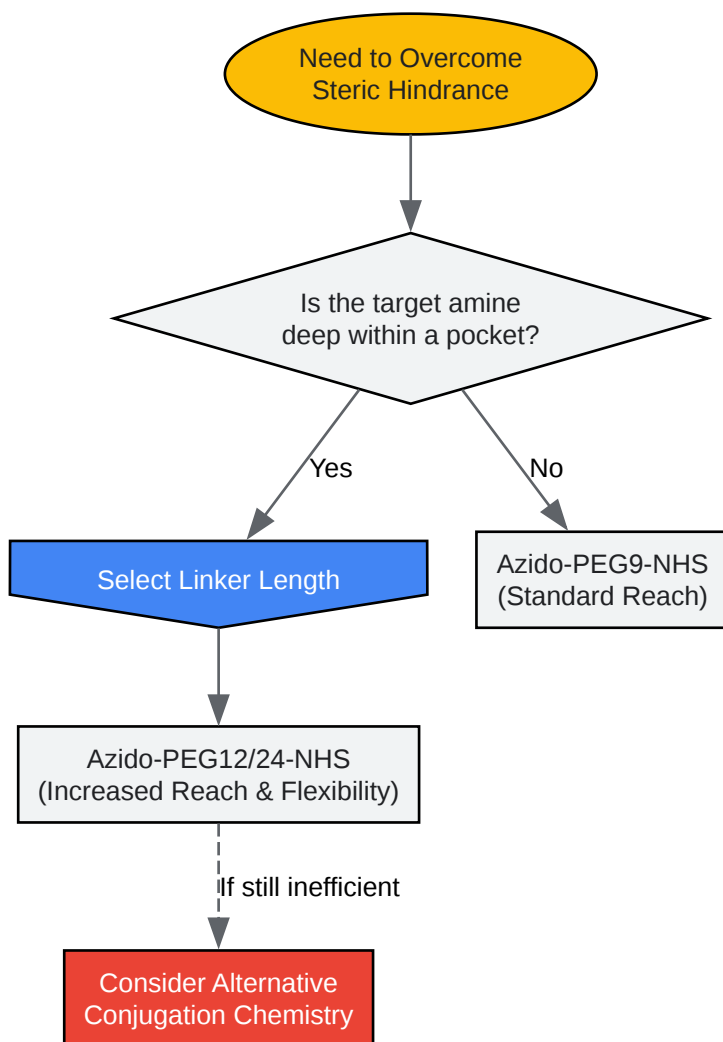 Need to Overcome
Steric Hindrance
Is the target amine
deep within a pocket?
Yes
No
Select Linker Length
Azido-PEG9-NHS
(Standard Reach)
Azido-PEG12/24-NHS
(Increased Reach & Flexibility)
If still inefficient
Consider Alternative
Conjugation Chemistry